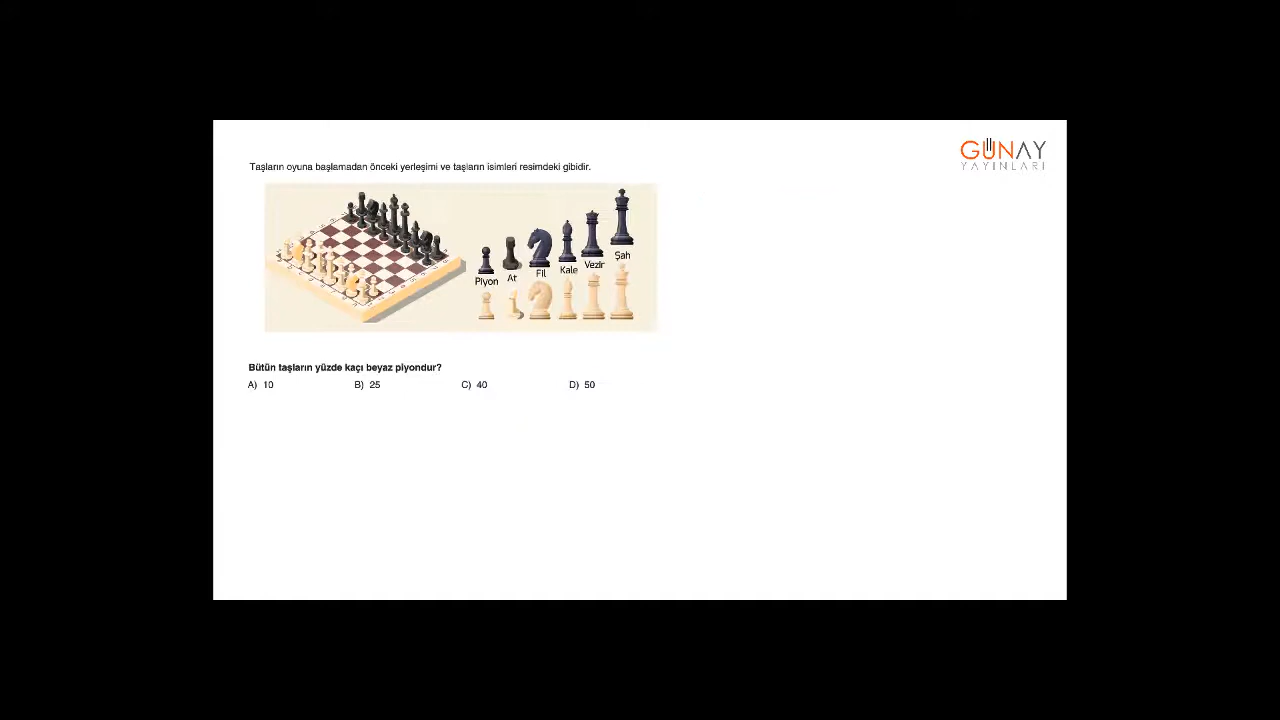 GÜNAY
YAYINLARI
Taşların oyuna başlamadan önceki yerleşimi ve taşların isimleri resimdeki gibidir.
Piyon At Fil Kale Vezir Şah
Bütün taşların yüzde kaçı beyaz piyondur?
A) 10 B) 25 C) 40 D) 50